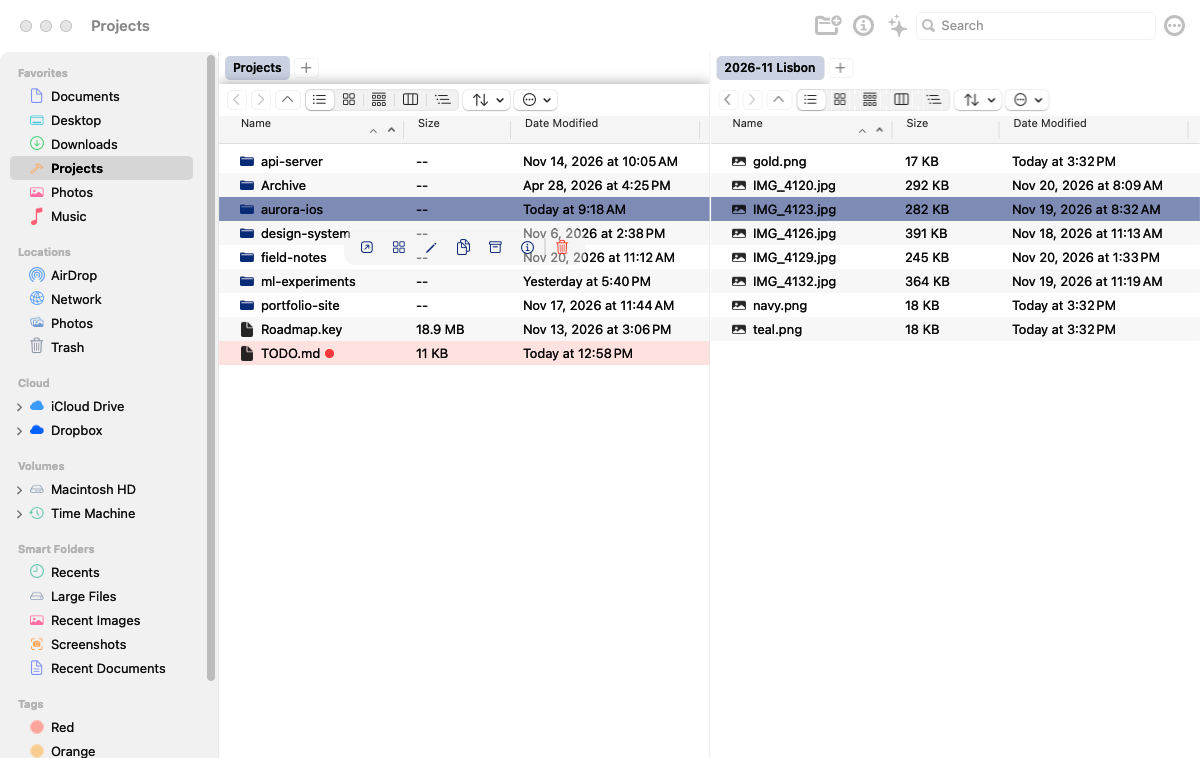 Projects
Search
Favorites
Documents
Desktop
Downloads
Projects
Photos
Music
Locations
AirDrop
Network
Photos
Trash
Cloud
iCloud Drive
Dropbox
Volumes
Macintosh HD
Time Machine
Smart Folders
Recents
Large Files
Recent Images
Screenshots
Recent Documents
Tags
Red
Orange
Projects
Name Size Date Modified
api-server -- Nov 14, 2026 at 10:05 AM
Archive -- Apr 28, 2026 at 4:25 PM
aurora-ios -- Today at 9:18 AM
design-system -- Nov 6, 2026 at 2:38 PM
field-notes -- Nov 20, 2026 at 11:12 AM
ml-experiments -- Yesterday at 5:40 PM
portfolio-site -- Nov 17, 2026 at 11:44 AM
Roadmap.key 18.9 MB Nov 13, 2026 at 3:06 PM
TODO.md 11 KB Today at 12:58 PM
2026-11 Lisbon
Name Size Date Modified
gold.png 17 KB Today at 3:32 PM
IMG_4120.jpg 292 KB Nov 20, 2026 at 8:09 AM
IMG_4123.jpg 282 KB Nov 19, 2026 at 8:32 AM
IMG_4126.jpg 391 KB Nov 18, 2026 at 11:13 AM
IMG_4129.jpg 245 KB Nov 20, 2026 at 1:33 PM
IMG_4132.jpg 364 KB Nov 19, 2026 at 11:19 AM
navy.png 18 KB Today at 3:32 PM
teal.png 18 KB Today at 3:32 PM